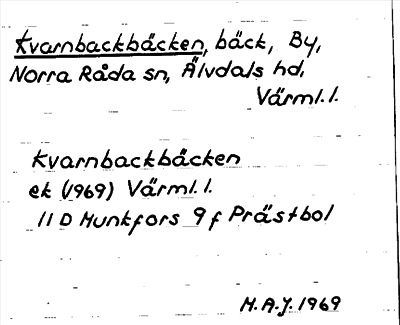 Kvarnbackbäcken, bäck, By,
Norra Råda sn, Älvdals hd,
Värml. l.
Kvarnbackbäcken
ek (1969) Värml. l.
11 D Munkfors 9 f Prästbol
M.A.J. 1969